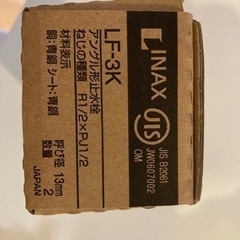 INAX
JIS
JIS B2061
JW0607002
OM
LF-3K
アングル形止水栓
ねじの種類 R1/2×PJ1/2
材料表示
胴:青銅 シート:青銅
呼び径 13mm
数量 2
JAPAN